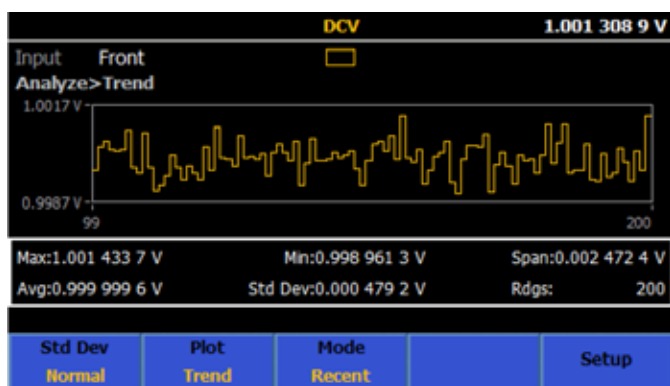 DCV 1.001 308 9 V
Input Front
Analyze>Trend
1.0017 V
0.9987 V
99 200
Max:1.001 433 7 V Min:0.998 961 3 V Span:0.002 472 4 V
Avg:0.999 999 6 V Std Dev:0.000 479 2 V Rdgs: 200
Std Dev Plot Mode Setup
Normal Trend Recent